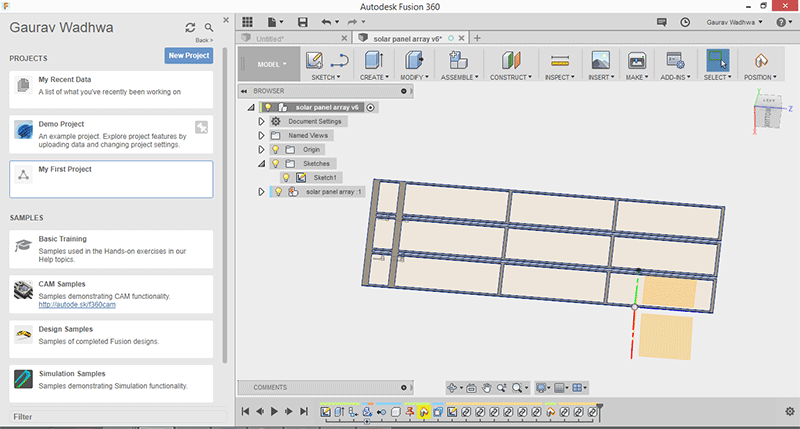 Autodesk Fusion 360
Gaurav Wadhwa
Back >
PROJECTS
New Project
My Recent Data
A list of what you've recently been working on
Demo Project
An example project. Explore project features by
uploading data and changing project settings.
My First Project
SAMPLES
Basic Training
Samples used in the Hands-on exercises in our
Help topics.
CAM Samples
Samples demonstrating CAM functionality.
http://autode.sk/f360cam
Design Samples
Samples of completed Fusion designs.
Simulation Samples
Samples demonstrating Simulation functionality.
Filter
Gaurav Wadhwa
Untitled*
solar panel array v6*
MODEL
SKETCH
CREATE
MODIFY
ASSEMBLE
CONSTRUCT
INSPECT
INSERT
MAKE
ADD-INS
SELECT
POSITION
BROWSER
solar panel array v6
Document Settings
Named Views
Origin
Sketches
Sketch1
solar panel array :1
Z
COMMENTS